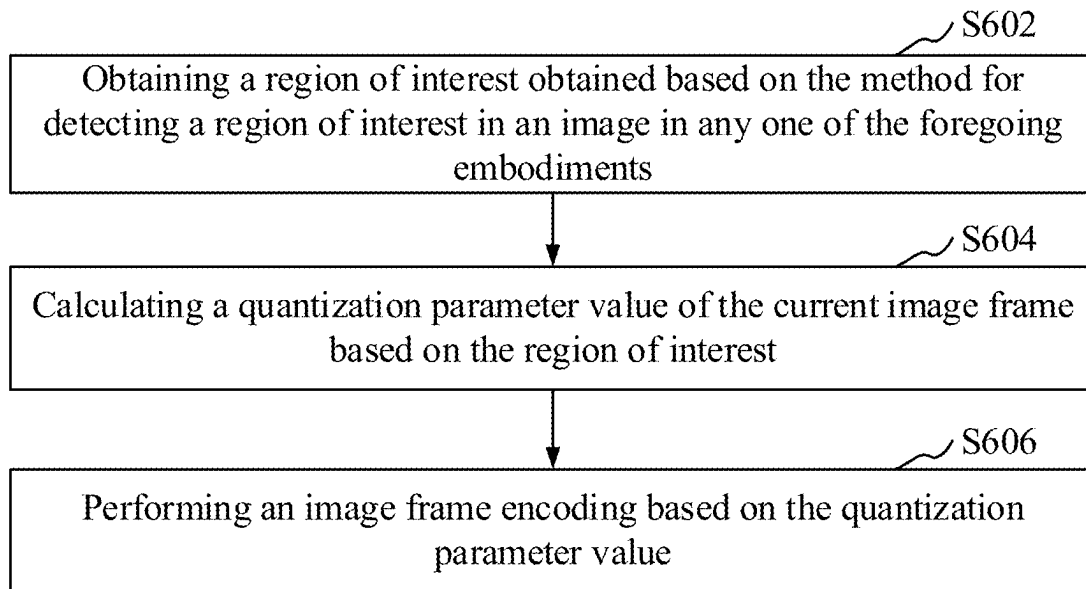 S602
Obtaining a region of interest obtained based on the method for
detecting a region of interest in an image in any one of the foregoing
embodiments
S604
Calculating a quantization parameter value of the current image frame
based on the region of interest
S606
Performing an image frame encoding based on the quantization
parameter value